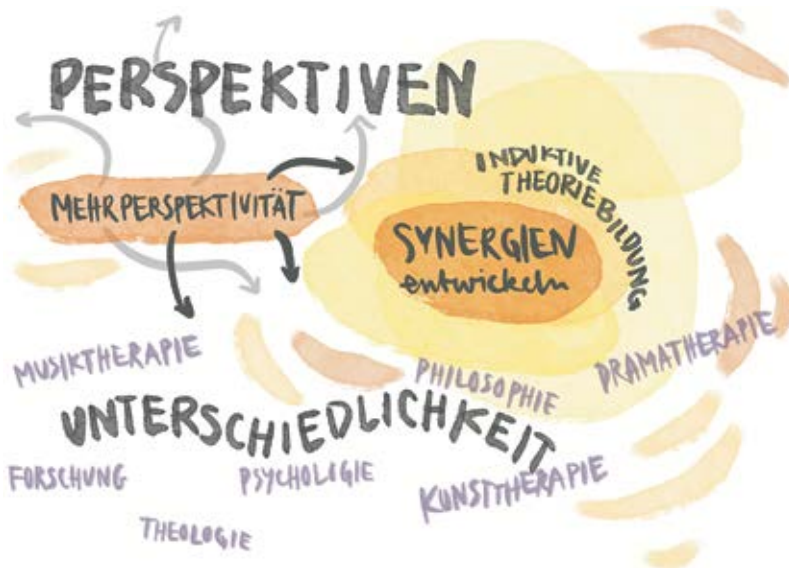 PERSPEKTIVEN
MEHRPERSPEKTIVITÄT
INDUKTIVE
THEORIEBILDUNG
SYNERGIEN
entwickeln
MUSIKTHERAPIE
PHILOSOPHIE
DRAMATHERAPIE
UNTERSCHIEDLICHKEIT
FORSCHUNG
PSYCHOLOGIE
KUNSTTHERAPIE
THEOLOGIE